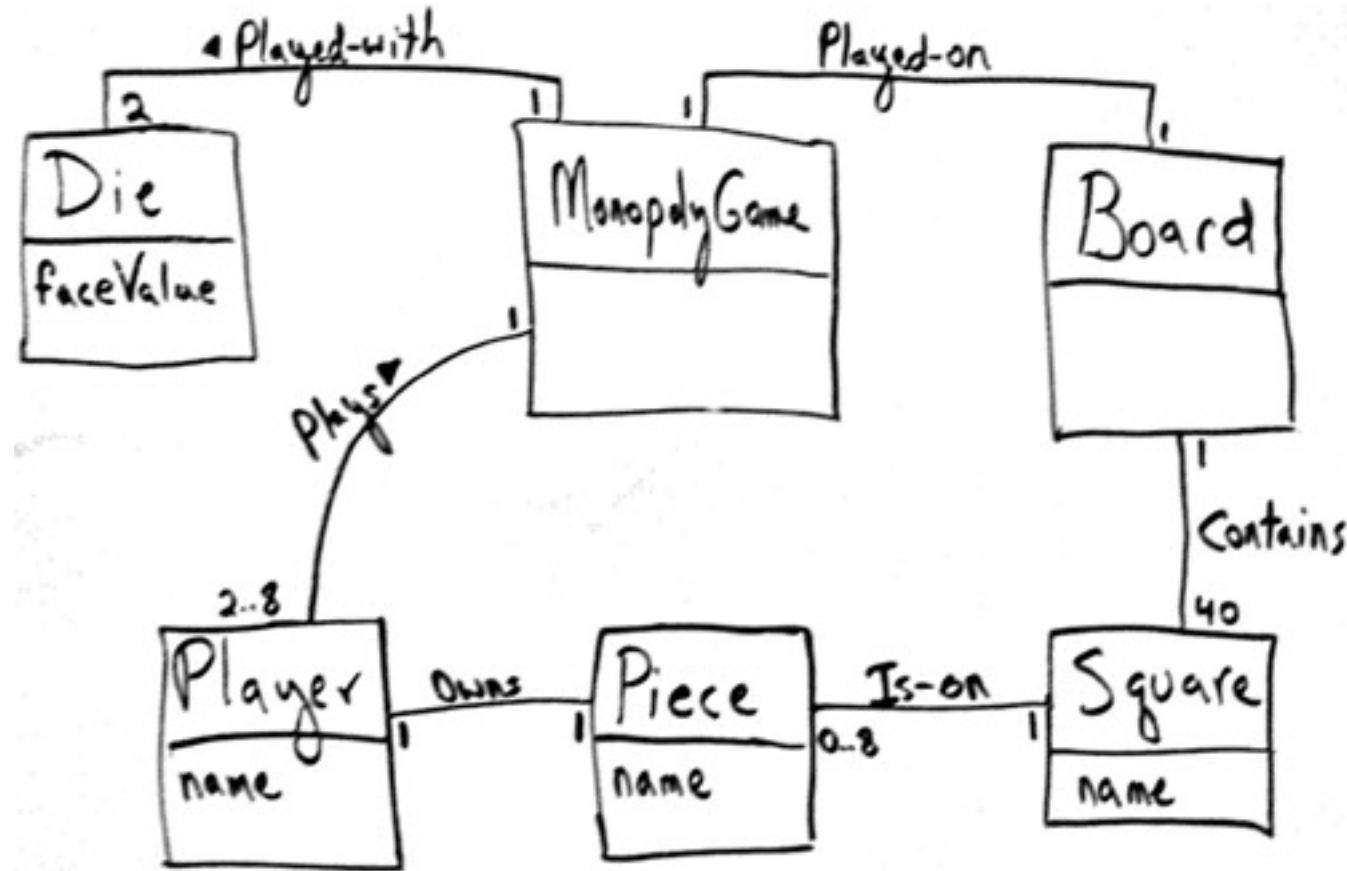 ◄ Played-with
Played-on
2
1
1
1
Die
faceValue
MonopolyGame
Board
1
Plays ►
1
Contains
2..8
40
Player
name
Owns
1
1
Piece
name
Is-on
0..8
1
Square
name